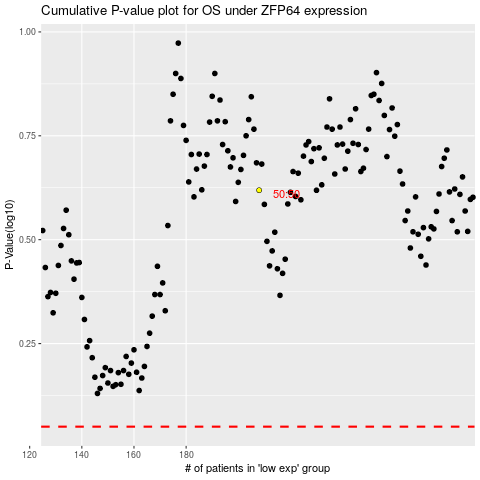 Cumulative P-value plot for OS under ZFP64 expression
P-Value(log10)
1.00
0.75
0.50
0.25
50:50
120 140 160 180
# of patients in 'low exp' group